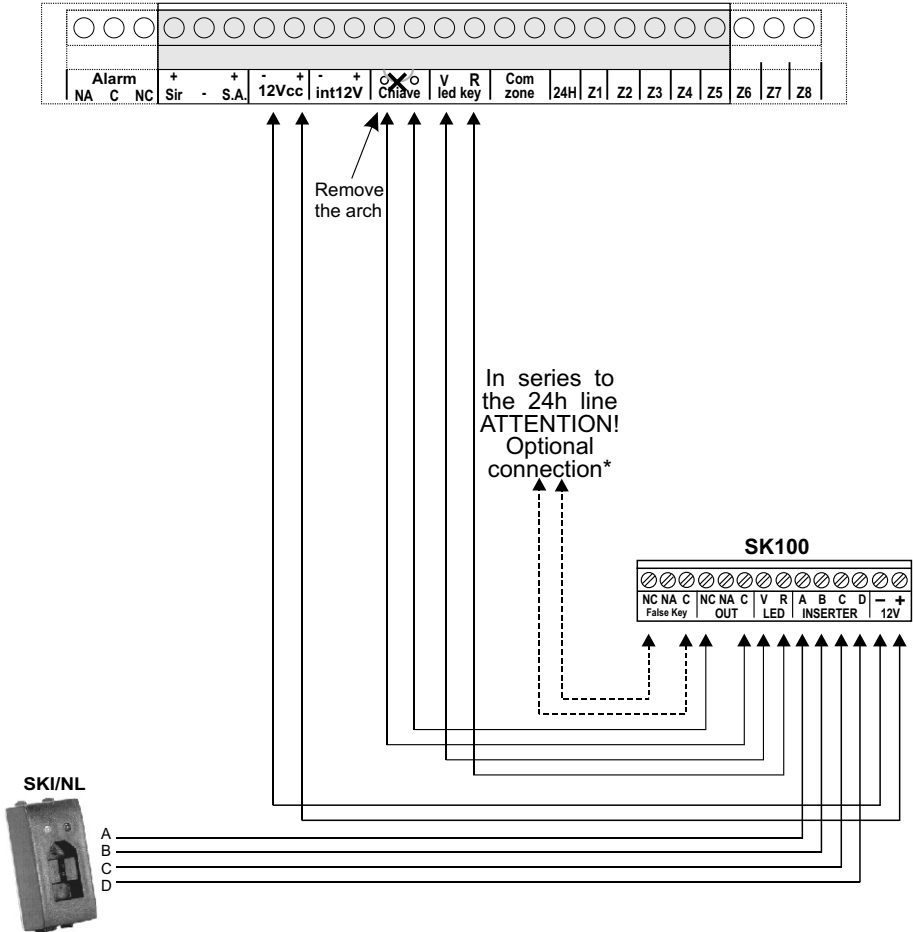 Alarm + + - + - + V R Com
NA C NC Sir - S.A. 12Vcc int12V Chiave led key zone 24H Z1 Z2 Z3 Z4 Z5 Z6 Z7 Z8
Remove
the arch
In series to
the 24h line
ATTENTION!
Optional
connection*
SK100
NC NA C NC NA C V R A B C D - +
False Key OUT LED INSERTER 12V
SKI/NL
A
B
C
D